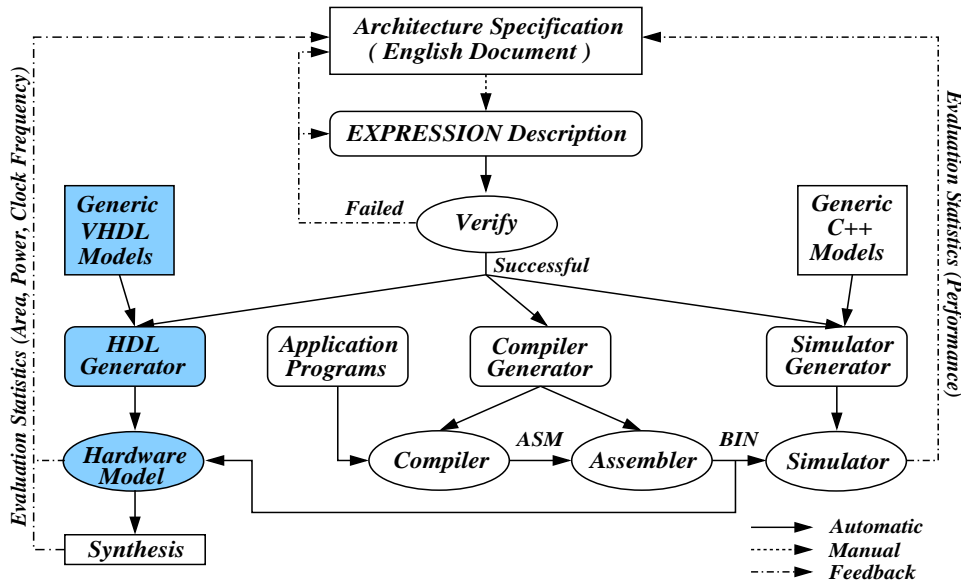 Architecture Specification
( English Document )
EXPRESSION Description
Failed
Verify
Successful
Generic
VHDL
Models
Generic
C++
Models
HDL
Generator
Application
Programs
Compiler
Generator
Simulator
Generator
Hardware
Model
Compiler
ASM
Assembler
BIN
Simulator
Synthesis
Evaluation Statistics (Area, Power, Clock Frequency)
Evaluation Statistics (Performance)
Automatic
Manual
Feedback